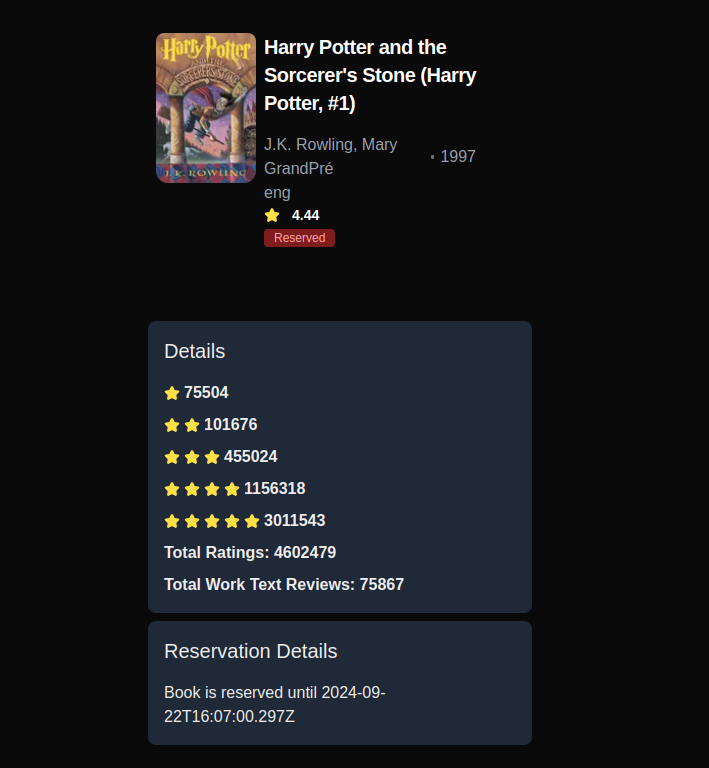 Harry Potter
AND THE
SORCERER'S STONE
J. K. ROWLING
Harry Potter and the
Sorcerer's Stone (Harry
Potter, #1)
J.K. Rowling, Mary
GrandPré
• 1997
eng
4.44
Reserved
Details
75504
101676
455024
1156318
3011543
Total Ratings: 4602479
Total Work Text Reviews: 75867
Reservation Details
Book is reserved until 2024-09-
22T16:07:00.297Z